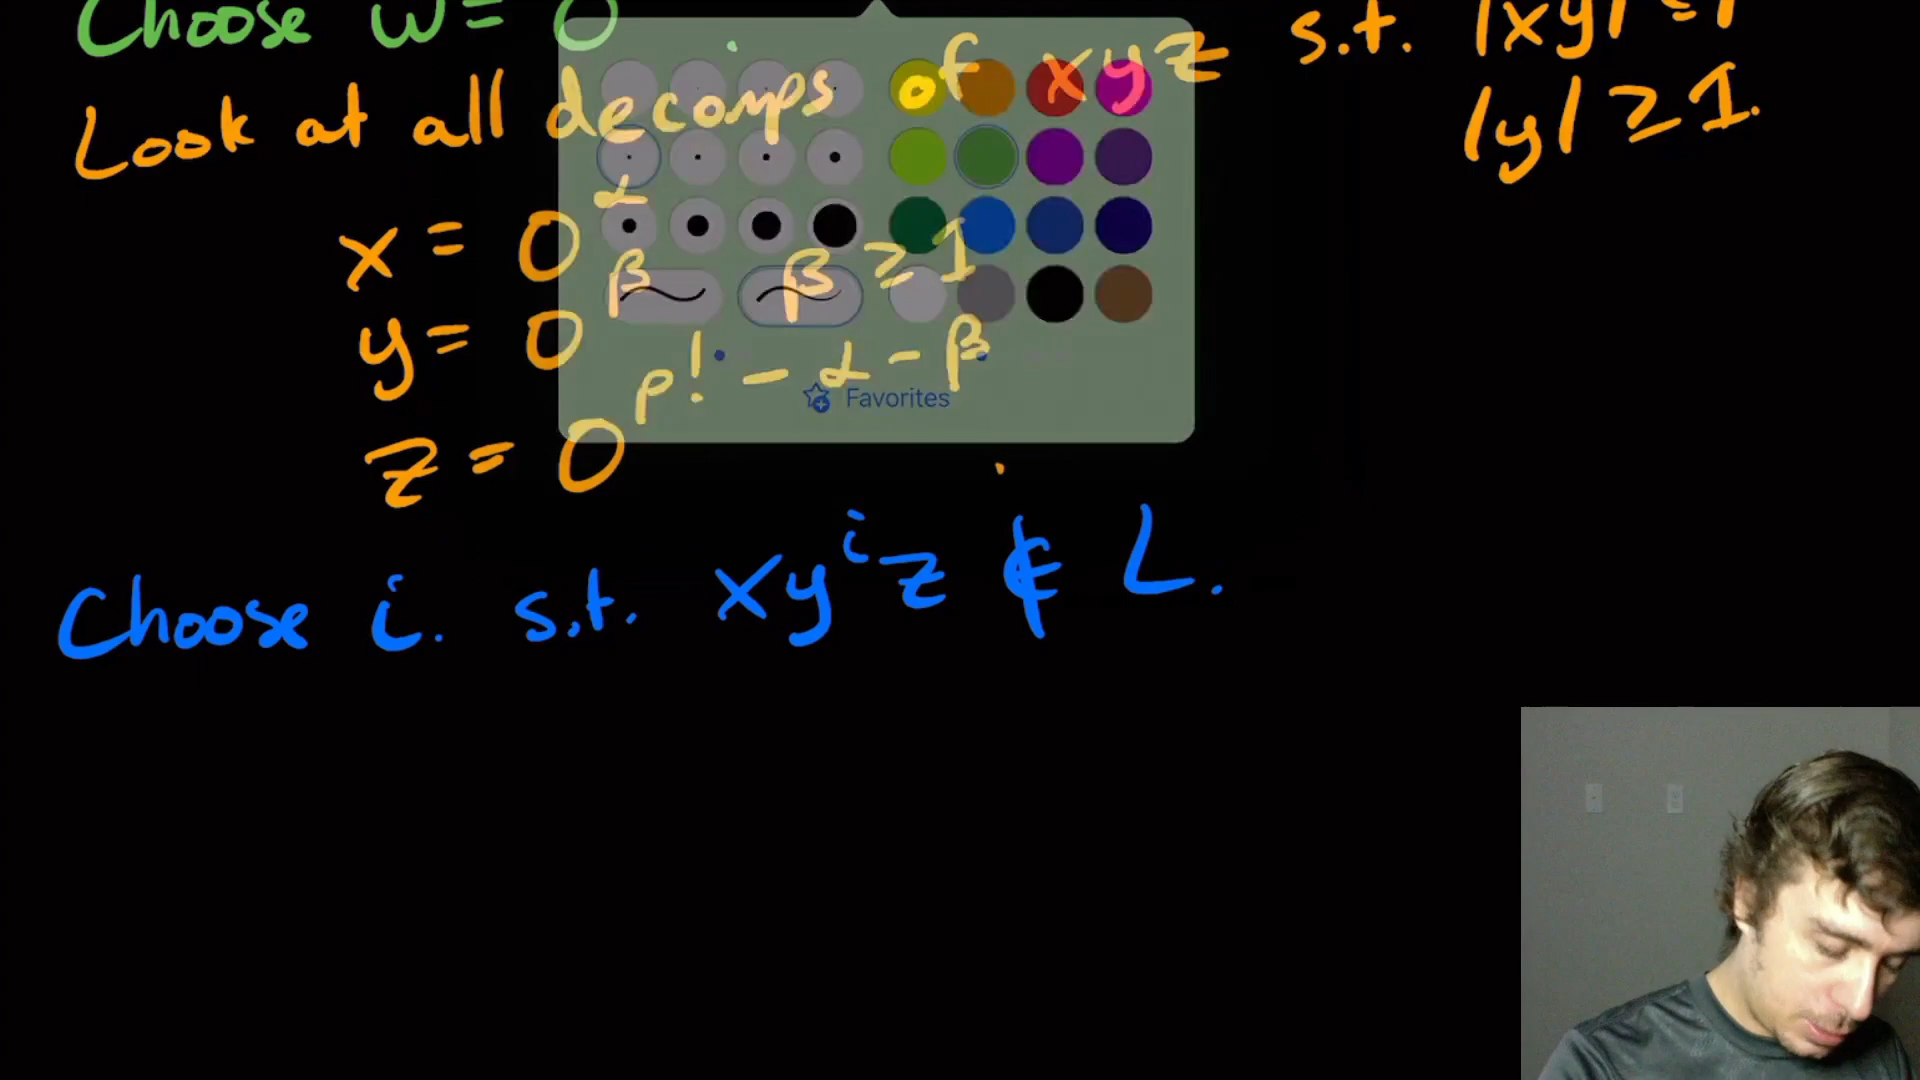 Choose w = 0
Look at all decomps of xyz s.t. |xy| ≤ p
|y| ≥ 1.
x = 0^α
y = 0^β β ≥ 1
z = 0^{p! - α - β}
Favorites
Choose i. s.t. xy^i z ∉ L.